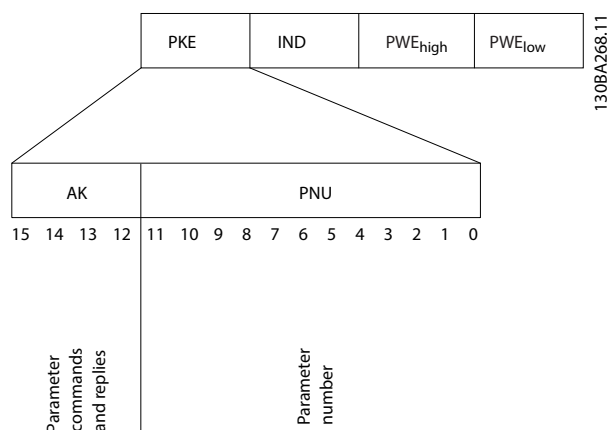 PKE IND PWEhigh PWElow
130BA268.11
AK PNU
15 14 13 12 11 10 9 8 7 6 5 4 3 2 1 0
Parameter
commands
and replies
Parameter
number